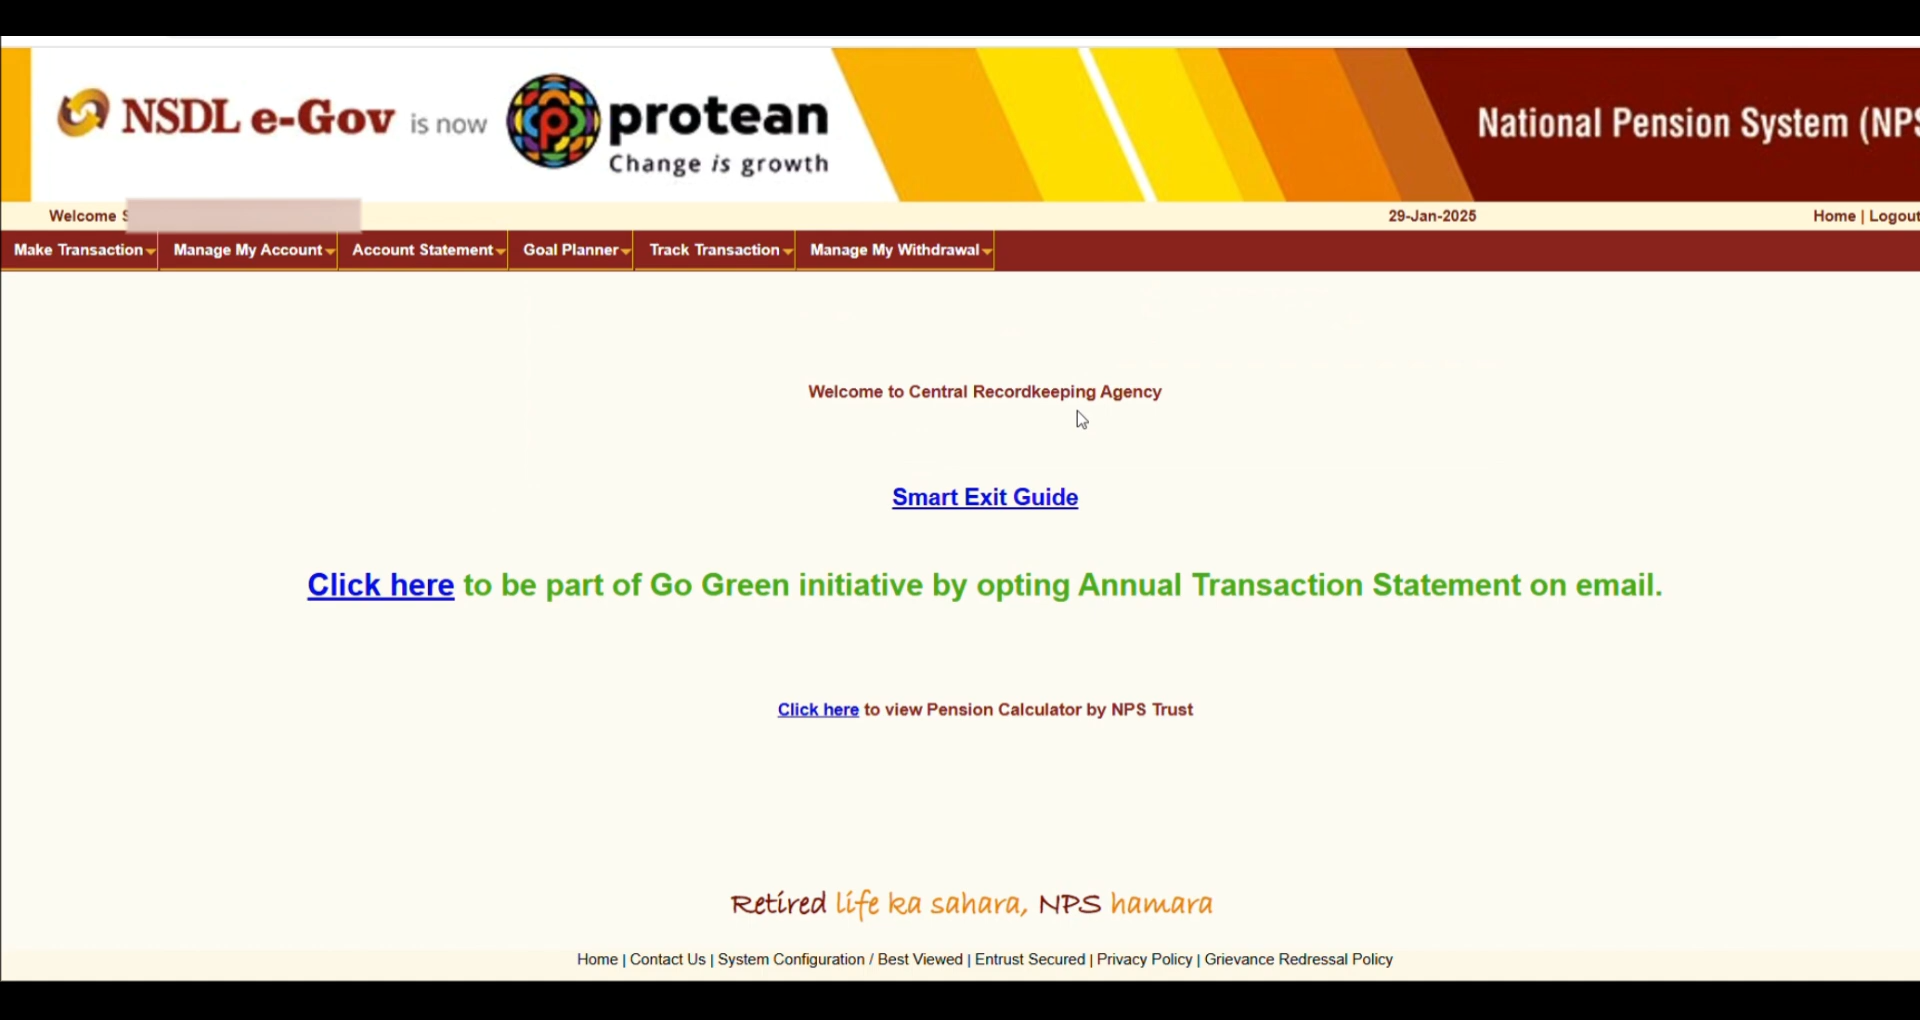 NSDL e-Gov is now protean
Change is growth
National Pension System (NPS
Welcome S
29-Jan-2025
Home | Logout
Make Transaction
Manage My Account
Account Statement
Goal Planner
Track Transaction
Manage My Withdrawal
Welcome to Central Recordkeeping Agency
Smart Exit Guide
Click here to be part of Go Green initiative by opting Annual Transaction Statement on email.
Click here to view Pension Calculator by NPS Trust
Retired life ka sahara, NPS hamara
Home | Contact Us | System Configuration / Best Viewed | Entrust Secured | Privacy Policy | Grievance Redressal Policy